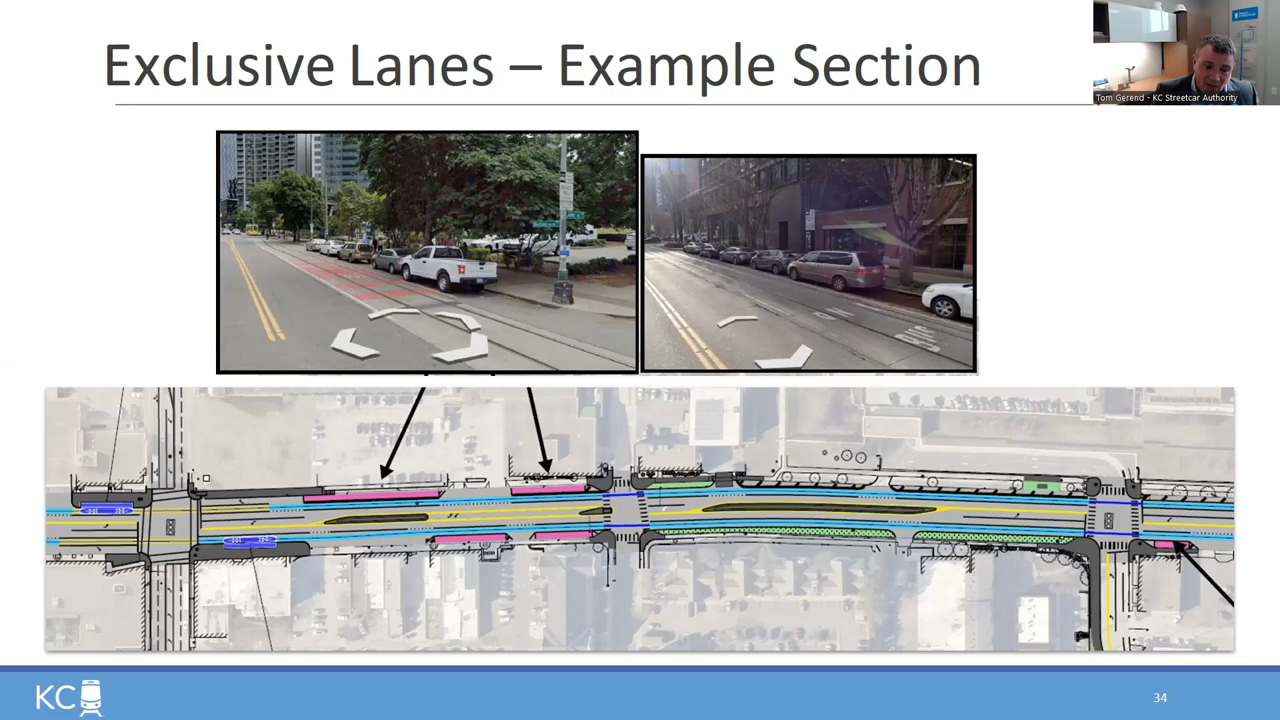 Exclusive Lanes – Example Section
Tom Gerend - KC Streetcar Authority
KC
34